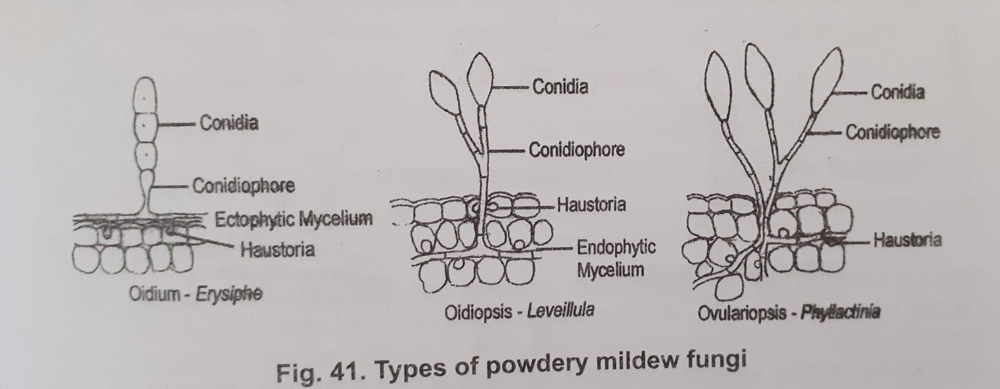 Conidia
Conidiophore
Ectophytic Mycelium
Haustoria
Oidium - Erysiphe
Conidia
Conidiophore
Haustoria
Endophytic
Mycelium
Oidiopsis - Leveillula
Conidia
Conidiophore
Haustoria
Ovulariopsis - Phyllactinia
Fig. 41. Types of powdery mildew fungi